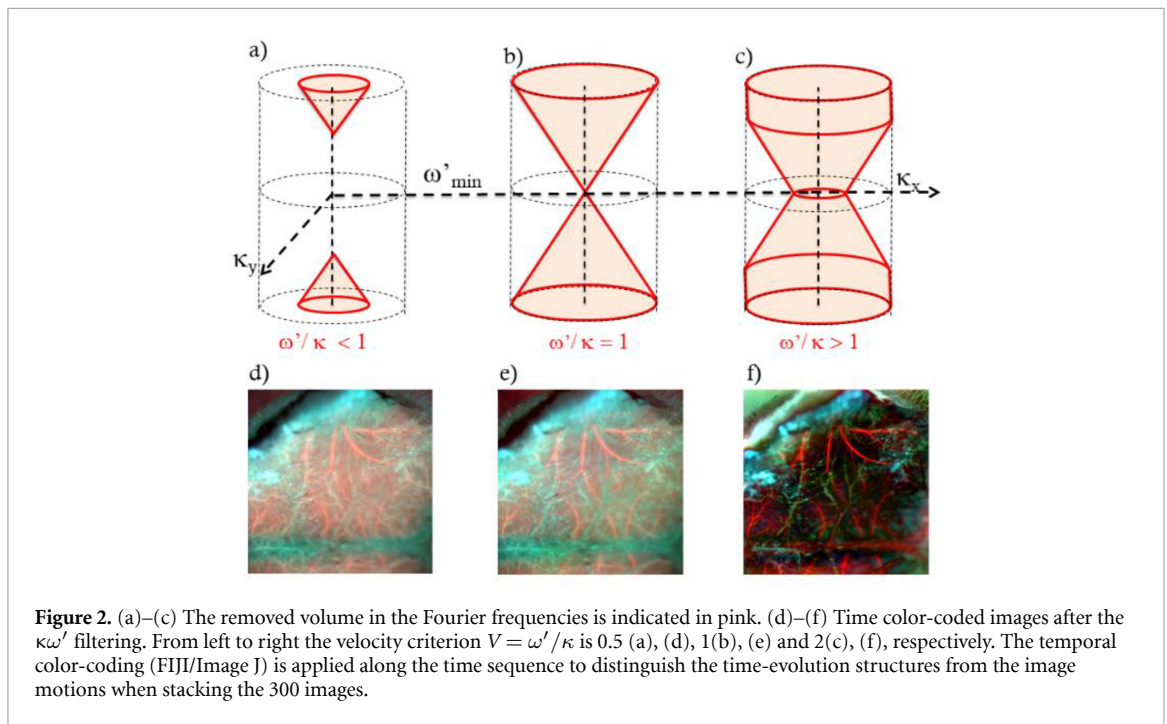 a)
b)
c)
ω'min
κx
κy
ω'/κ < 1
ω'/κ = 1
ω'/κ > 1
d)
e)
f)
Figure 2. (a)–(c) The removed volume in the Fourier frequencies is indicated in pink. (d)–(f) Time color-coded images after the
κω′ filtering. From left to right the velocity criterion V = ω′/κ is 0.5 (a), (d), 1(b), (e) and 2(c), (f), respectively. The temporal
color-coding (FIJI/Image J) is applied along the time sequence to distinguish the time-evolution structures from the image
motions when stacking the 300 images.